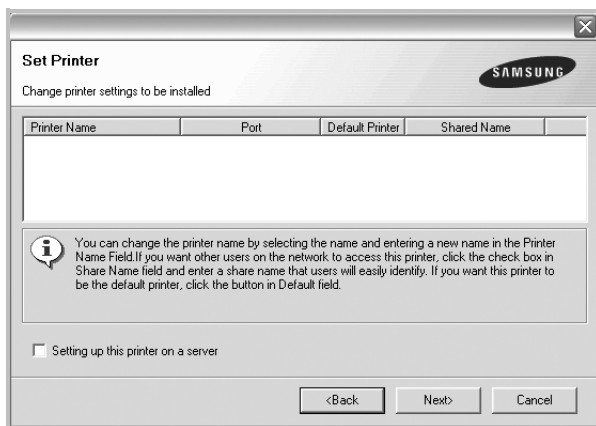 Set Printer
SAMSUNG
Change printer settings to be installed
Printer Name Port Default Printer Shared Name
You can change the printer name by selecting the name and entering a new name in the Printer
Name Field.If you want other users on the network to access this printer, click the check box in
Share Name field and enter a share name that users will easily identify. If you want this printer to
be the default printer, click the button in Default field.
Setting up this printer on a server
<Back Next> Cancel